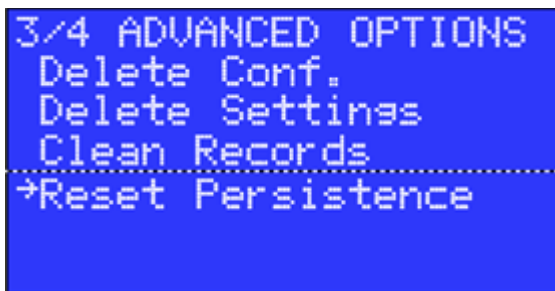 3/4 ADVANCED OPTIONS
Delete Conf.
Delete Settings
Clean Records
→Reset Persistence